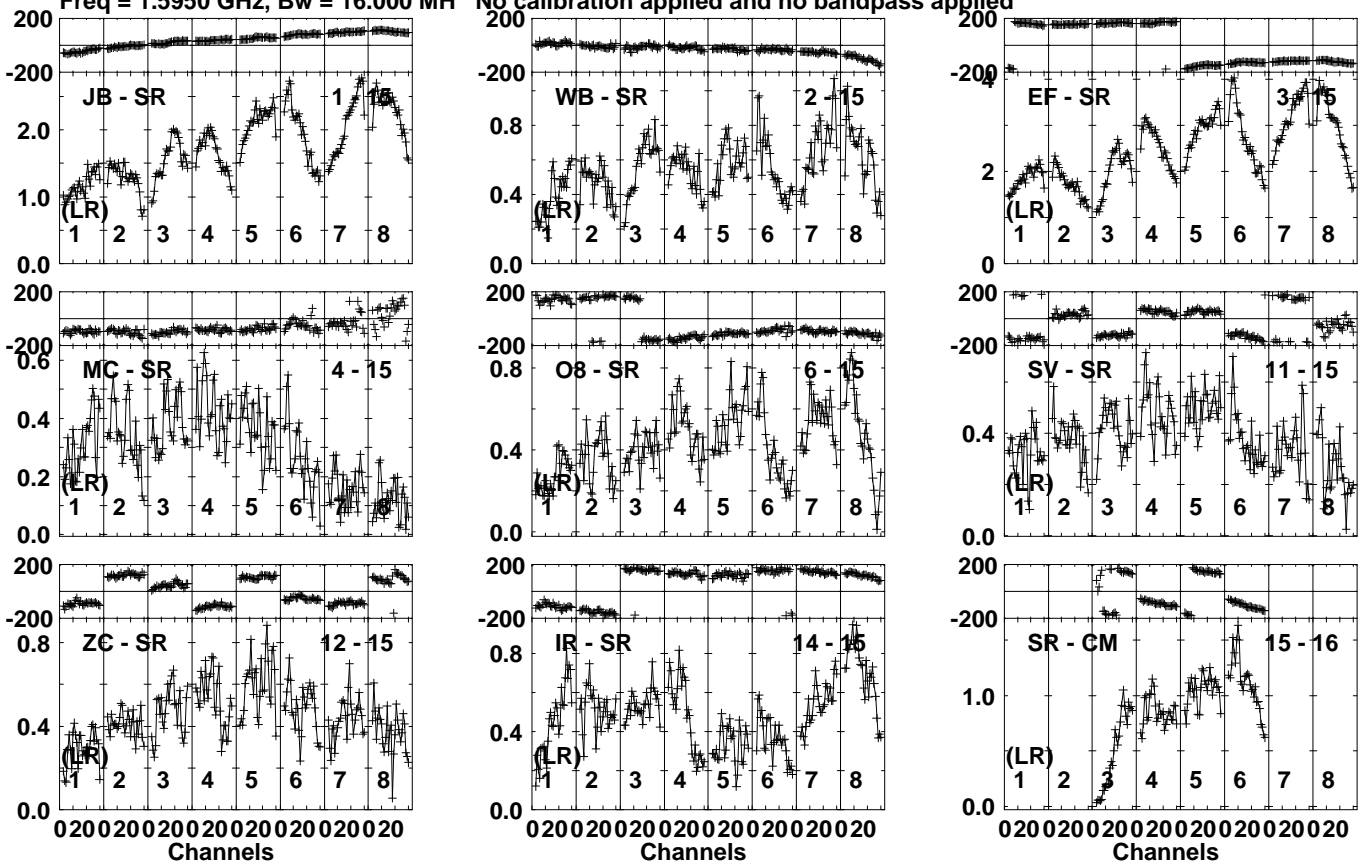 Freq = 1.5950 GHz, Bw = 16.000 MH No calibration applied and no bandpass applied
200 200 200
-200 -200 -200
JB - SR 1 - 15 WB - SR 2 - 15 EF - SR 3 - 15
4
2.0 0.8
2
1.0 0.4
(LR) (LR) (LR)
1 2 3 4 5 6 7 8 1 2 3 4 5 6 7 8 1 2 3 4 5 6 7 8
0.0 0.0 0
200 200 200
-200 -200 -200
MC - SR 4 - 15 O8 - SR 6 - 15 SV - SR 11 - 15
0.6 0.8
0.4 0.4 0.4
0.2
(LR) (LR) (LR)
1 2 3 4 5 6 7 8 1 2 3 4 5 6 7 8 1 2 3 4 5 6 7 8
0.0 0.0 0.0
200 200 200
-200 -200 -200
ZC - SR 12 - 15 IR - SR 14 - 15 SR - CM 15 - 16
0.8 0.8
1.0
0.4 0.4
(LR) (LR) (LR)
1 2 3 4 5 6 7 8 1 2 3 4 5 6 7 8 1 2 3 4 5 6 7 8
0.0 0.0 0.0
020020020020020020020020 020020020020020020020020 020020020020020020020020
Channels Channels Channels